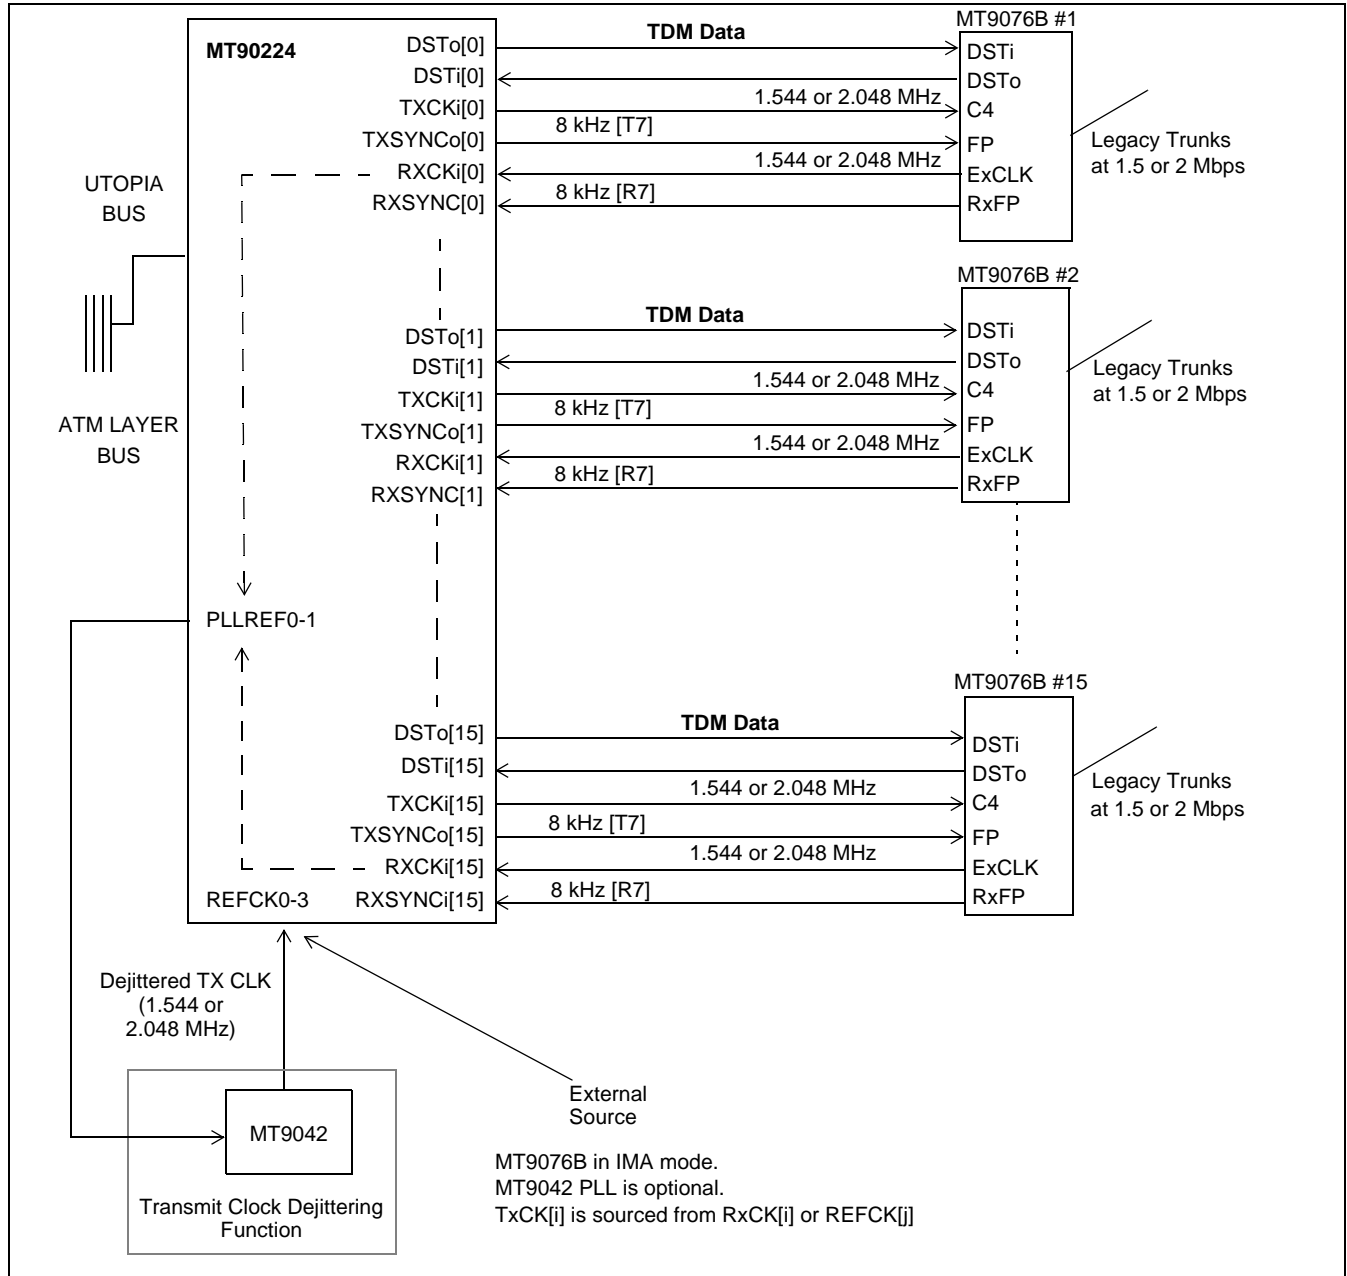 MT90224
UTOPIA
BUS
ATM LAYER
BUS
DSTo[0]
DSTi[0]
TXCKi[0]
TXSYNCo[0]
RXCKi[0]
RXSYNC[0]
TDM Data
1.544 or 2.048 MHz
8 kHz [T7]
1.544 or 2.048 MHz
8 kHz [R7]
MT9076B #1
DSTi
DSTo
C4
FP
ExCLK
RxFP
Legacy Trunks
at 1.5 or 2 Mbps
DSTo[1]
DSTi[1]
TXCKi[1]
TXSYNCo[1]
RXCKi[1]
RXSYNC[1]
TDM Data
1.544 or 2.048 MHz
8 kHz [T7]
1.544 or 2.048 MHz
8 kHz [R7]
MT9076B #2
DSTi
DSTo
C4
FP
ExCLK
RxFP
Legacy Trunks
at 1.5 or 2 Mbps
PLLREF0-1
DSTo[15]
DSTi[15]
TXCKi[15]
TXSYNCo[15]
RXCKi[15]
RXSYNCi[15]
REFCK0-3
TDM Data
1.544 or 2.048 MHz
8 kHz [T7]
1.544 or 2.048 MHz
8 kHz [R7]
MT9076B #15
DSTi
DSTo
C4
FP
ExCLK
RxFP
Legacy Trunks
at 1.5 or 2 Mbps
Dejittered TX CLK
(1.544 or
2.048 MHz)
MT9042
Transmit Clock Dejittering
Function
External
Source
MT9076B in IMA mode.
MT9042 PLL is optional.
TxCK[i] is sourced from RxCK[i] or REFCK[j]